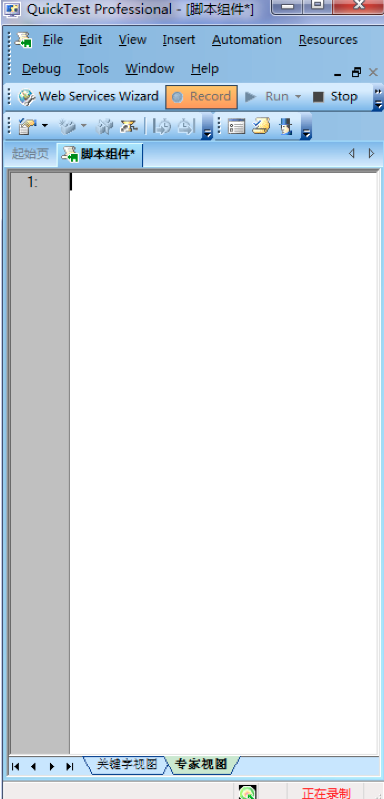 QuickTest Professional - [脚本组件*]
File Edit View Insert Automation Resources
Debug Tools Window Help
Web Services Wizard Record Run Stop
起始页 脚本组件*
1:
关键字视图 专家视图
正在录制